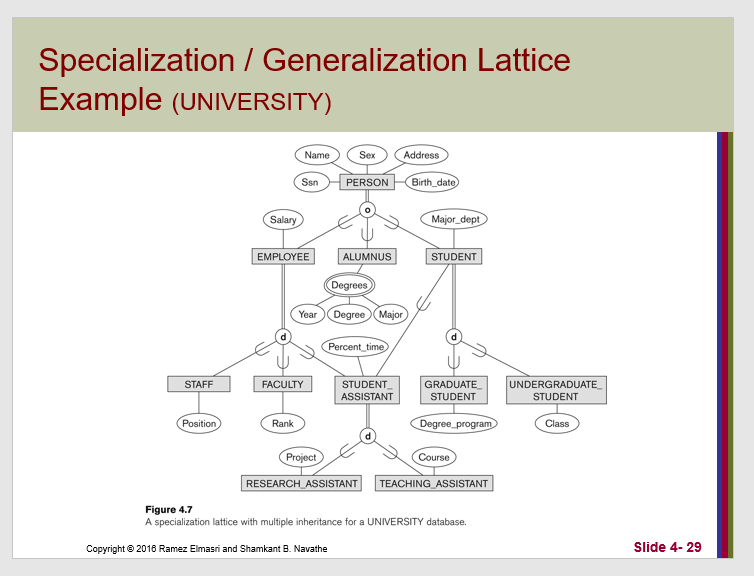 Specialization / Generalization Lattice
Example (UNIVERSITY)
Name Sex Address
Ssn PERSON Birth_date
o
Salary Major_dept
EMPLOYEE ALUMNUS STUDENT
Degrees
Year Degree Major
d d
Percent_time
STAFF FACULTY STUDENT_ GRADUATE_ UNDERGRADUATE_
ASSISTANT STUDENT STUDENT
Position Rank Degree_program Class
d
Project Course
RESEARCH_ASSISTANT TEACHING_ASSISTANT
Figure 4.7
A specialization lattice with multiple inheritance for a UNIVERSITY database.
Copyright © 2016 Ramez Elmasri and Shamkant B. Navathe Slide 4- 29